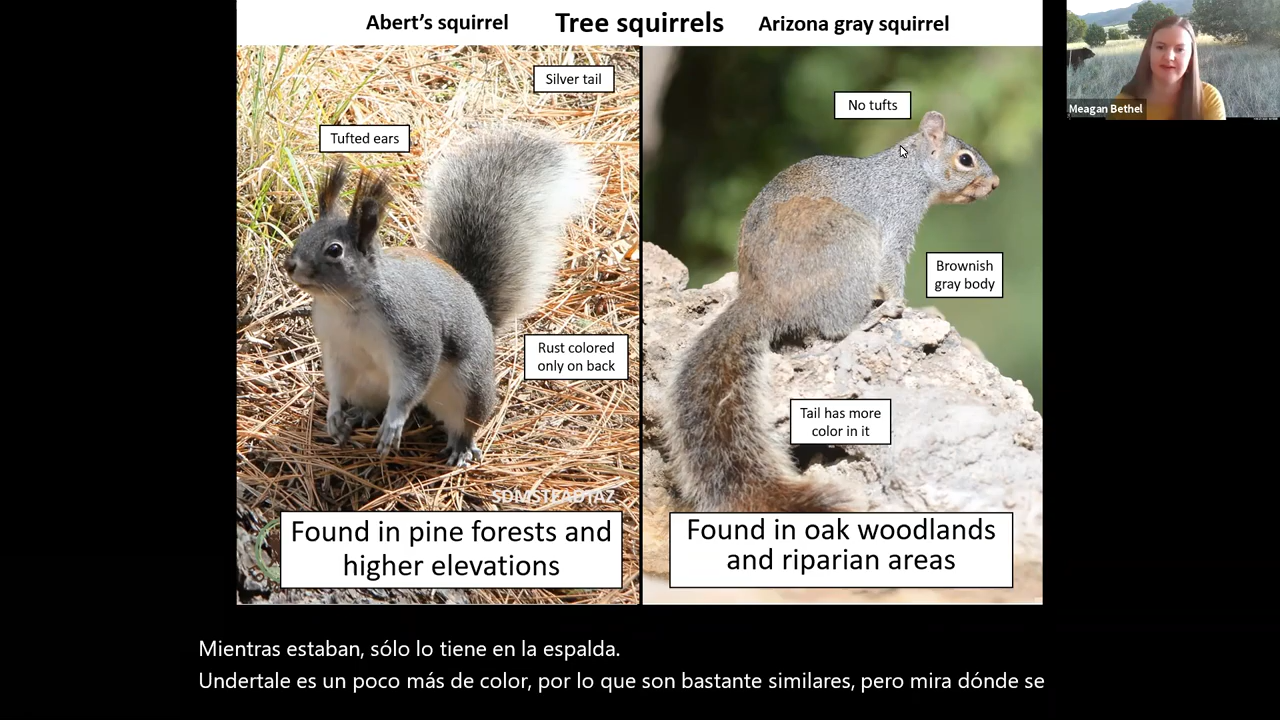 Abert’s squirrel
Tree squirrels
Arizona gray squirrel
Silver tail
Tufted ears
Rust colored
only on back
SDMSTEADTAZ
Found in pine forests and
higher elevations
No tufts
Brownish
gray body
Tail has more
color in it
Found in oak woodlands
and riparian areas
Meagan Bethel
Mientras estaban, sólo lo tiene en la espalda.
Undertale es un poco más de color, por lo que son bastante similares, pero mira dónde se